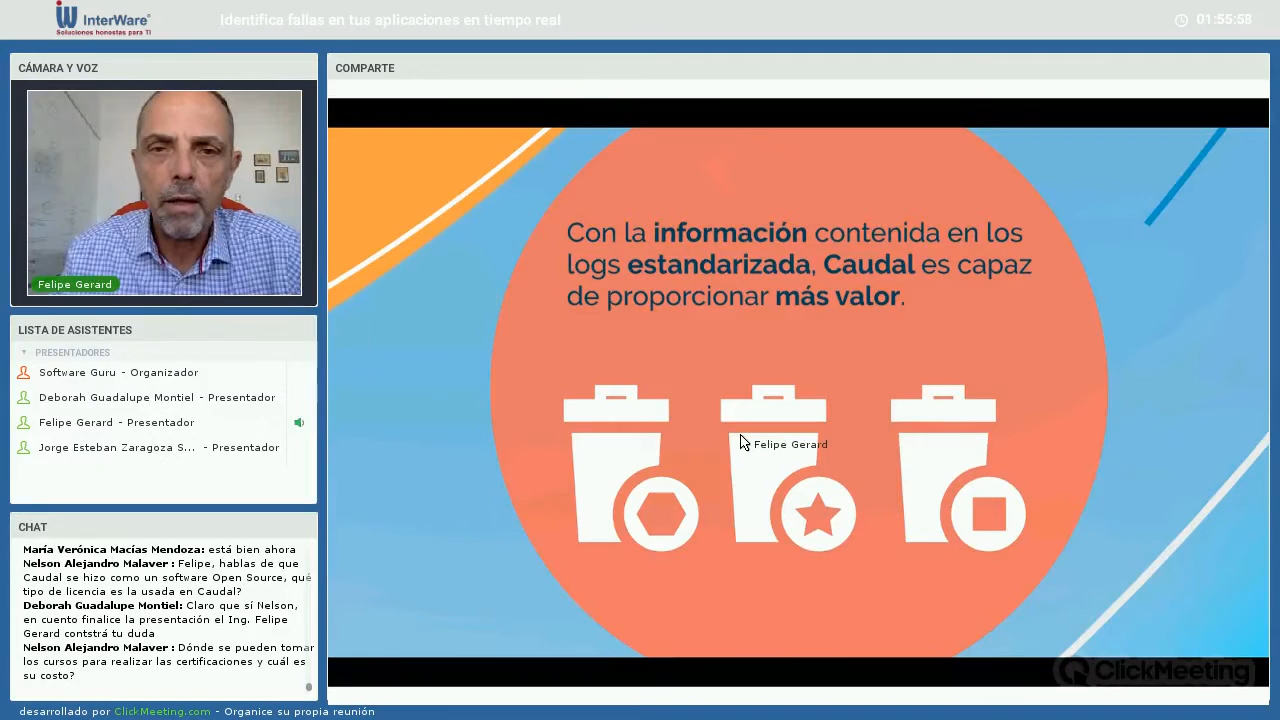 InterWare
Soluciones honestas para TI
Identifica fallas en tus aplicaciones en tiempo real
01:55:58
CÁMARA Y VOZ
Felipe Gerard
LISTA DE ASISTENTES
PRESENTADORES
Software Guru - Organizador
Deborah Guadalupe Montiel - Presentador
Felipe Gerard - Presentador
Jorge Esteban Zaragoza S... - Presentador
CHAT
María Verónica Macías Mendoza: está bien ahora
Nelson Alejandro Malaver : Felipe, hablas de que
Caudal se hizo como un software Open Source, qué
tipo de licencia es la usada en Caudal?
Deborah Guadalupe Montiel: Claro que sí Nelson,
en cuento finalice la presentación el Ing. Felipe
Gerard contstrá tu duda
Nelson Alejandro Malaver : Dónde se pueden tomar
los cursos para realizar las certificaciones y cuál es
su costo?
COMPARTE
Con la información contenida en los
logs estandarizada, Caudal es capaz
de proporcionar más valor.
Felipe Gerard
ClickMeeting
desarrollado por ClickMeeting.com - Organice su propia reunión